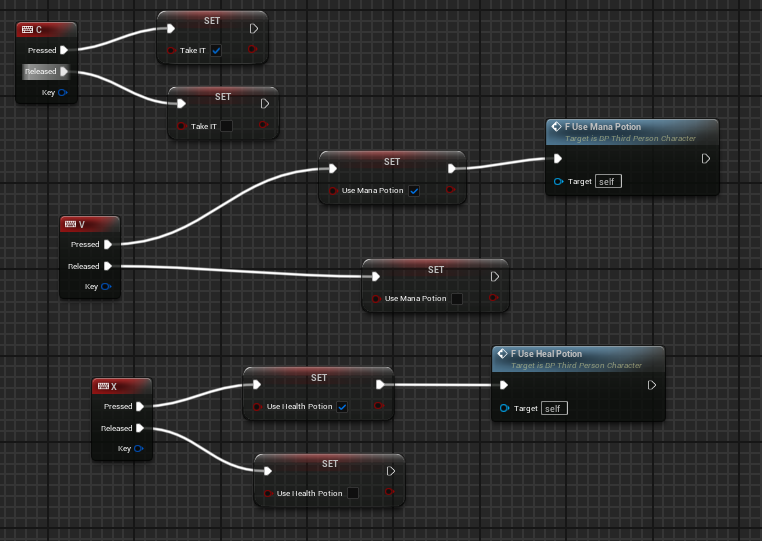 C
Pressed
Released
Key
SET
Take IT
SET
Take IT
V
Pressed
Released
Key
SET
Use Mana Potion
F Use Mana Potion
Target is DP Third Person Character
Target self
SET
Use Mana Potion
X
Pressed
Released
Key
SET
Use Health Potion
F Use Heal Potion
Target is DP Third Person Character
Target self
SET
Use Health Potion